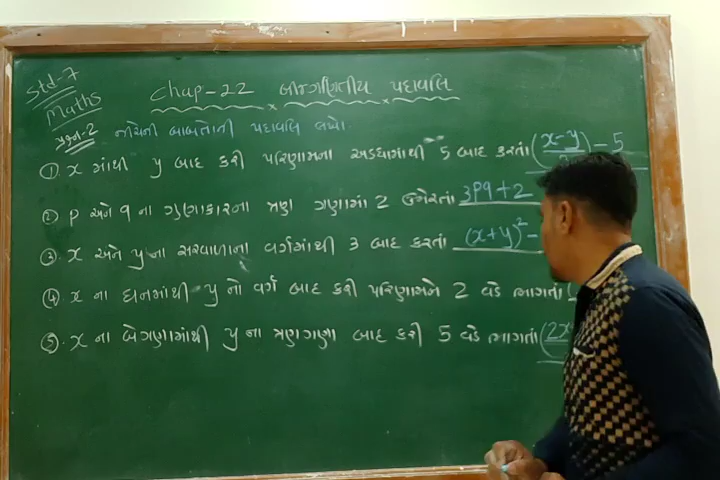 Std-7
Maths
Chap-22 બીજગણિતીય પદાવલિ
પ્રશ્ન-2 નીચેની બાબતોની પદાવલિ લખો.
①. x માંથી y બાદ કરી પરિણામના અડધામાંથી 5 બાદ કરતાં (x-y) - 5
②. p અને q ના ગુણાકારના ત્રણ ગણામાં 2 ઉમેરતાં 3pq+2
③. x અને y ના સરવાળાના વર્ગમાંથી 3 બાદ કરતાં (x+y)² -
④. x ના ઘનમાંથી y નો વર્ગ બાદ કરી પરિણામને 2 વડે ભાગતાં (
⑤. x ના બેગણામાંથી y ના ત્રણગણા બાદ કરી 5 વડે ભાગતાં (2x